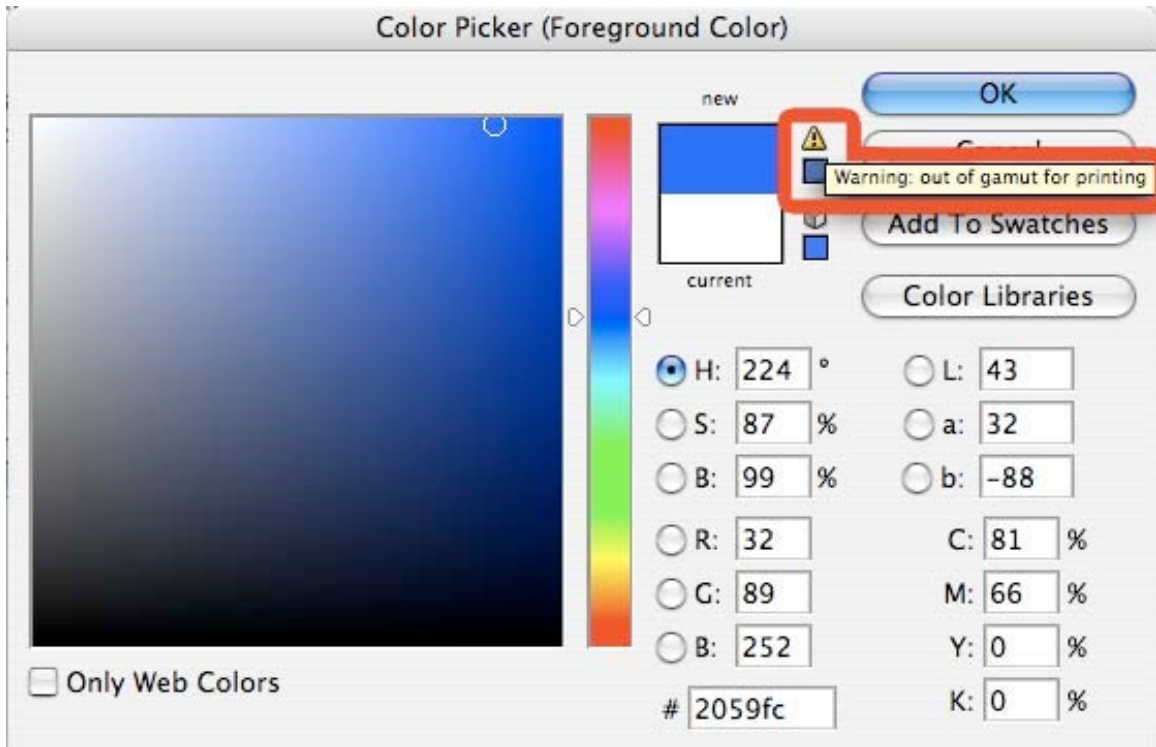 Color Picker (Foreground Color)
new
OK
Warning: out of gamut for printing
Add To Swatches
current
Color Libraries
H: 224 °
L: 43
S: 87 %
a: 32
B: 99 %
b: -88
R: 32
C: 81 %
G: 89
M: 66 %
B: 252
Y: 0 %
Only Web Colors
# 2059fc
K: 0 %